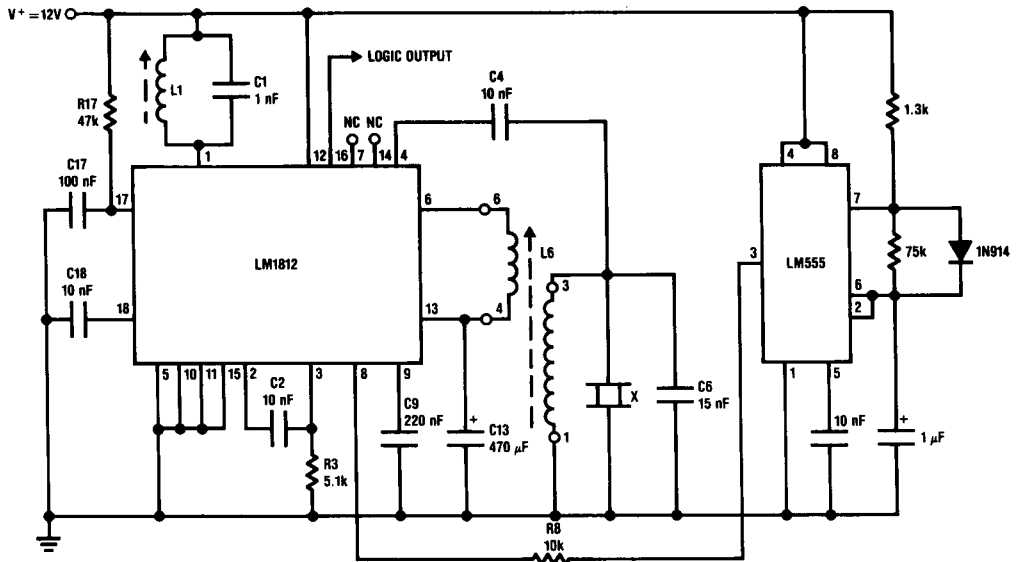 V+ = 12V
LOGIC OUTPUT
C4
10 nF
L1
C1
1 nF
R17
47k
1.3k
NC NC
1
12 16 7 14 4
4 8
C17
100 nF
17
6
6
7
LM1812
L6
3
LM555
75k
1N914
C18
10 nF
18
13
4
3
6
2
X
C6
15 nF
5 10 11 15 2 3 8 9
1 5
C2
10 nF
C9
220 nF
+
C13
470 μF
1
10 nF
+
1 μF
R3
5.1k
R8
10k